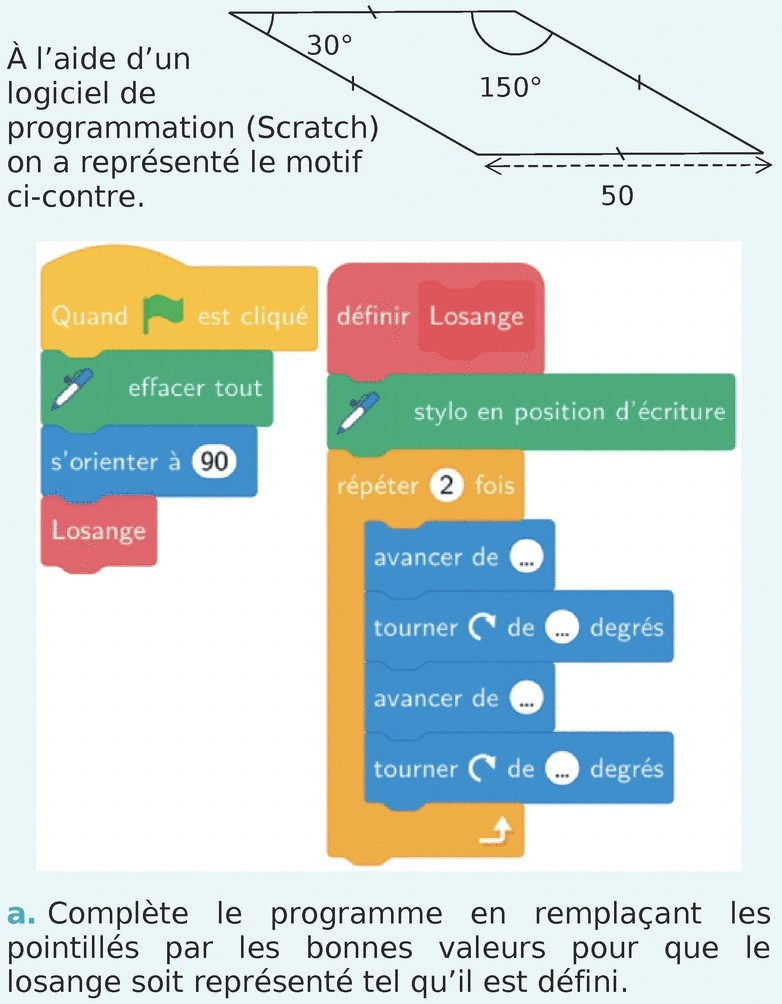 À l’aide d’un
logiciel de
programmation (Scratch)
on a représenté le motif
ci-contre.
30°
150°
50
Quand est cliqué
effacer tout
s'orienter à 90
Losange
définir Losange
stylo en position d'écriture
répéter 2 fois
avancer de ...
tourner de ... degrés
avancer de ...
tourner de ... degrés
a. Complète le programme en remplaçant les
pointillés par les bonnes valeurs pour que le
losange soit représenté tel qu’il est défini.